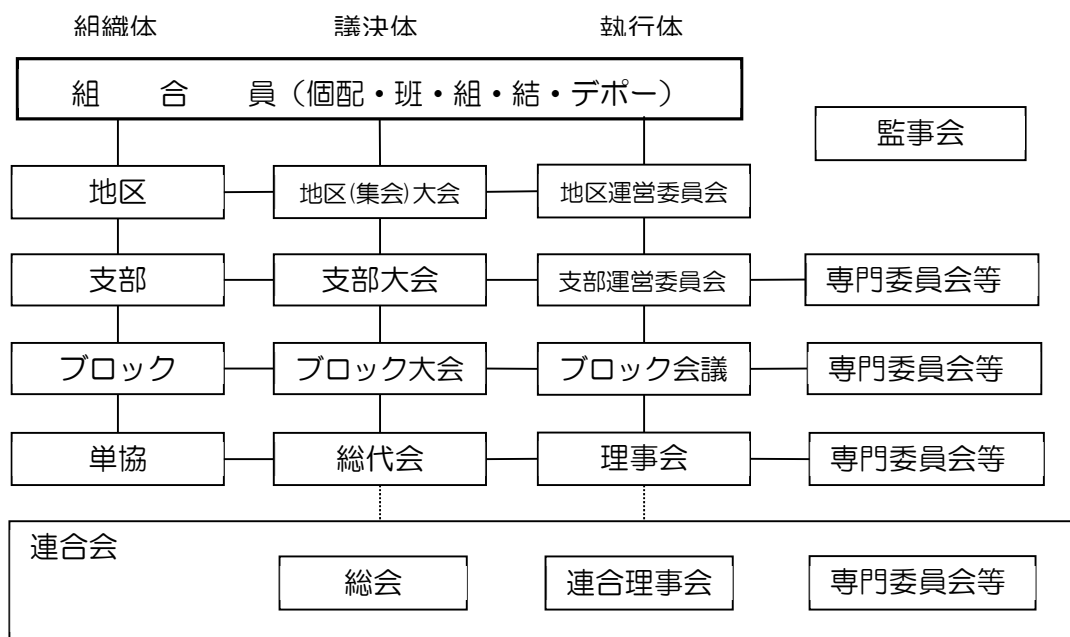 組織体　議決体　執行体
組　合　員（個配・班・組・結・デポー）
監事会
地区　地区(集会)大会　地区運営委員会
支部　支部大会　支部運営委員会　専門委員会等
ブロック　ブロック大会　ブロック会議　専門委員会等
単協　総代会　理事会　専門委員会等
連合会
総会　連合理事会　専門委員会等